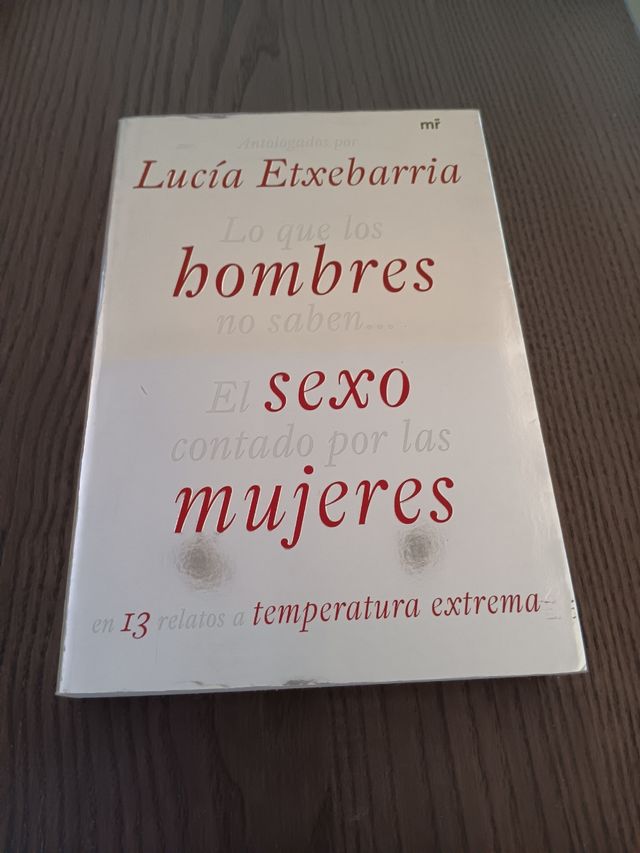 mr̃
Antologados por
Lucía Etxebarria
Lo que los
hombres
no saben...
El sexo
contado por las
mujeres
en 13 relatos a temperatura extrema